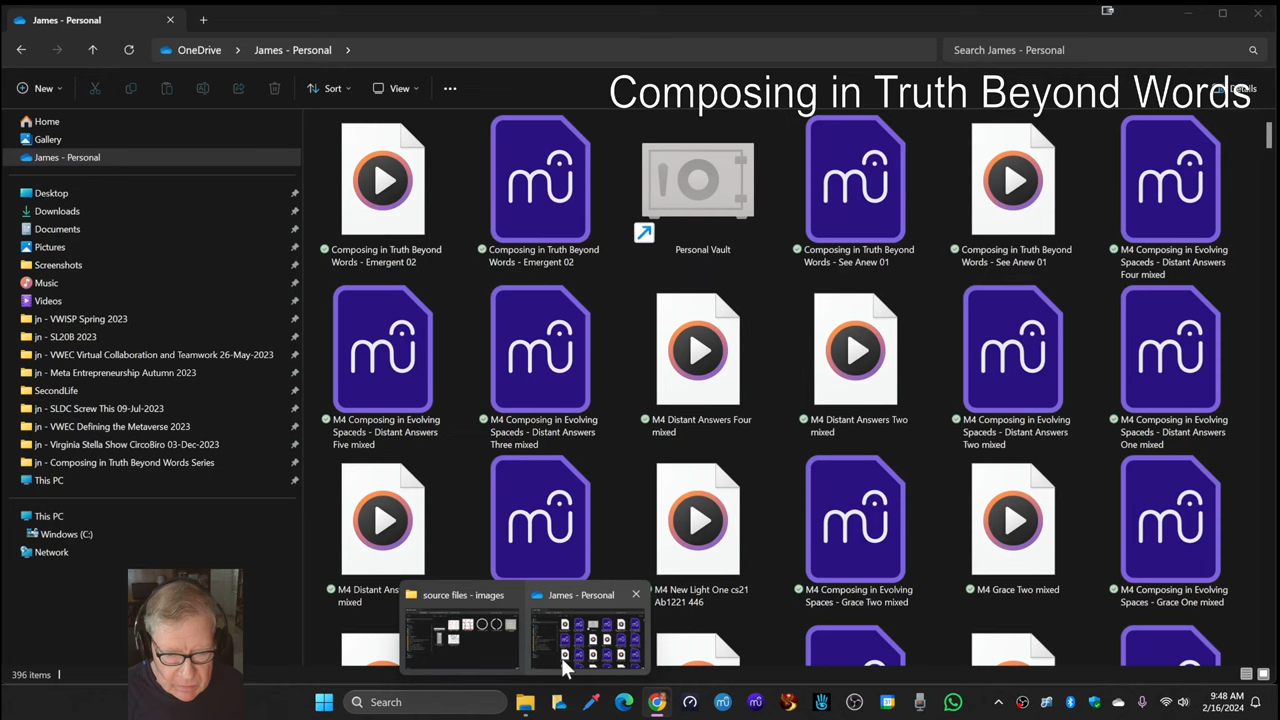 James - Personal
OneDrive
James - Personal
Search James - Personal
New
Sort
View
Details
Composing in Truth Beyond Words
Home
Gallery
James - Personal
Desktop
Downloads
Documents
Pictures
Screenshots
Music
Videos
jn - VWISP Spring 2023
jn - SL20B 2023
jn - VWEC Virtual Collaboration and Teamwork 26-May-2023
jn - Meta Entrepreneurship Autumn 2023
SecondLife
jn - SLDC Screw This 09-Jul-2023
jn - VWEC Defining the Metaverse 2023
jn - Virginia Stella Show CircoBiro 03-Dec-2023
jn - Composing in Truth Beyond Words Series
This PC
This PC
Windows (C:)
Network
Composing in Truth Beyond
Words - Emergent 02
Composing in Truth Beyond
Words - Emergent 02
Personal Vault
Composing in Truth Beyond
Words - See Anew 01
Composing in Truth Beyond
Words - See Anew 01
M4 Composing in Evolving
Spaceds - Distant Answers
Four mixed
M4 Composing in Evolving
Spaceds - Distant Answers
Five mixed
M4 Composing in Evolving
Spaceds - Distant Answers
Three mixed
M4 Distant Answers Four
mixed
M4 Distant Answers Two
mixed
M4 Composing in Evolving
Spaceds - Distant Answers
Two mixed
M4 Composing in Evolving
Spaceds - Distant Answers
One mixed
M4 Distant Ans
mixed
M4 New Light One cs21
Ab1221 446
M4 Composing in Evolving
Spaces - Grace Two mixed
M4 Grace Two mixed
M4 Composing in Evolving
Spaces - Grace One mixed
source files - images
James - Personal
396 items
Search
9:48 AM
2/16/2024